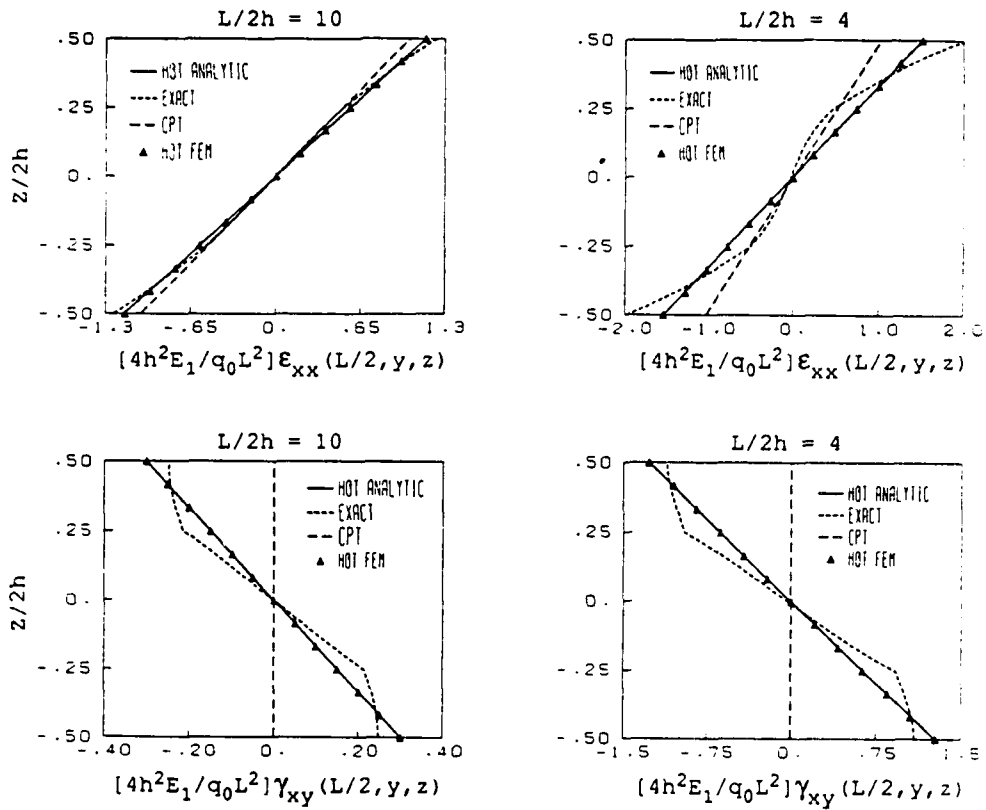 L/2h = 10
.50
.25
0.
-.25
-.50
Z/2h
HOT ANALYTIC
EXACT
CPT
HOT FEM
-1.3 -.65 0. .65 1.3
[4h²E₁/q₀L²]εₓₓ(L/2,y,z)
L/2h = 4
.50
.25
0.
-.25
-.50
HOT ANALYTIC
EXACT
CPT
HOT FEM
-2.0 -1.0 0. 1.0 2.0
[4h²E₁/q₀L²]εₓₓ(L/2,y,z)
L/2h = 10
.50
.25
0.
-.25
-.50
Z/2h
HOT ANALYTIC
EXACT
CPT
HOT FEM
-.40 -.20 0. .20 .40
[4h²E₁/q₀L²]γxy(L/2,y,z)
L/2h = 4
.50
.25
0.
-.25
-.50
HOT ANALYTIC
EXACT
CPT
HOT FEM
-1.5 -.75 0. .75 1.5
[4h²E₁/q₀L²]γxy(L/2,y,z)